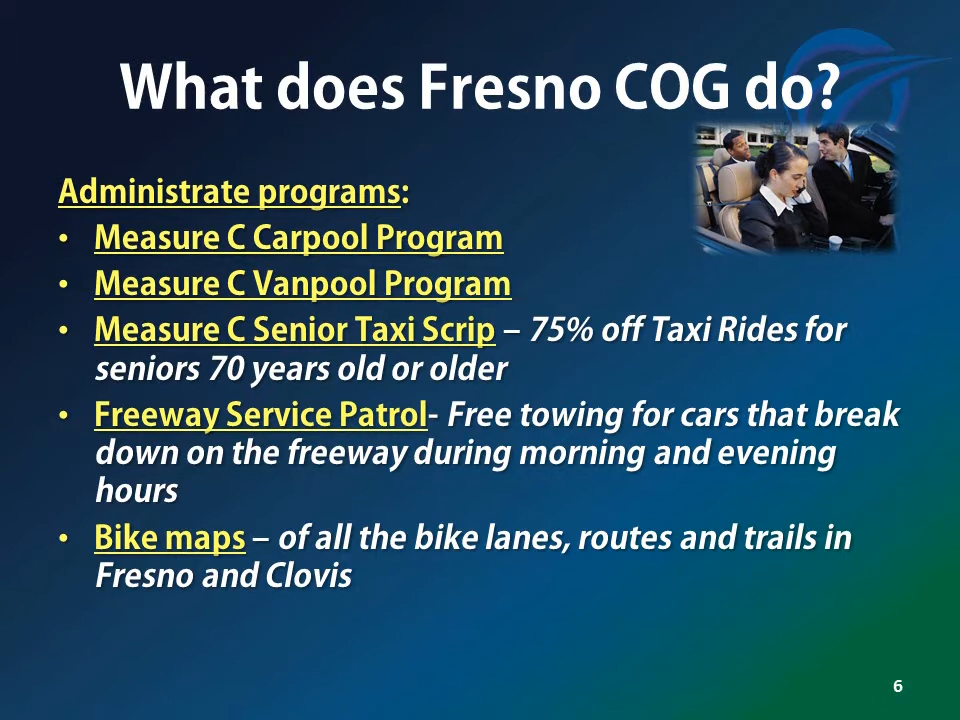 What does Fresno COG do?
Administrate programs:
• Measure C Carpool Program
• Measure C Vanpool Program
• Measure C Senior Taxi Scrip – 75% off Taxi Rides for
seniors 70 years old or older
• Freeway Service Patrol- Free towing for cars that break
down on the freeway during morning and evening
hours
• Bike maps – of all the bike lanes, routes and trails in
Fresno and Clovis
6